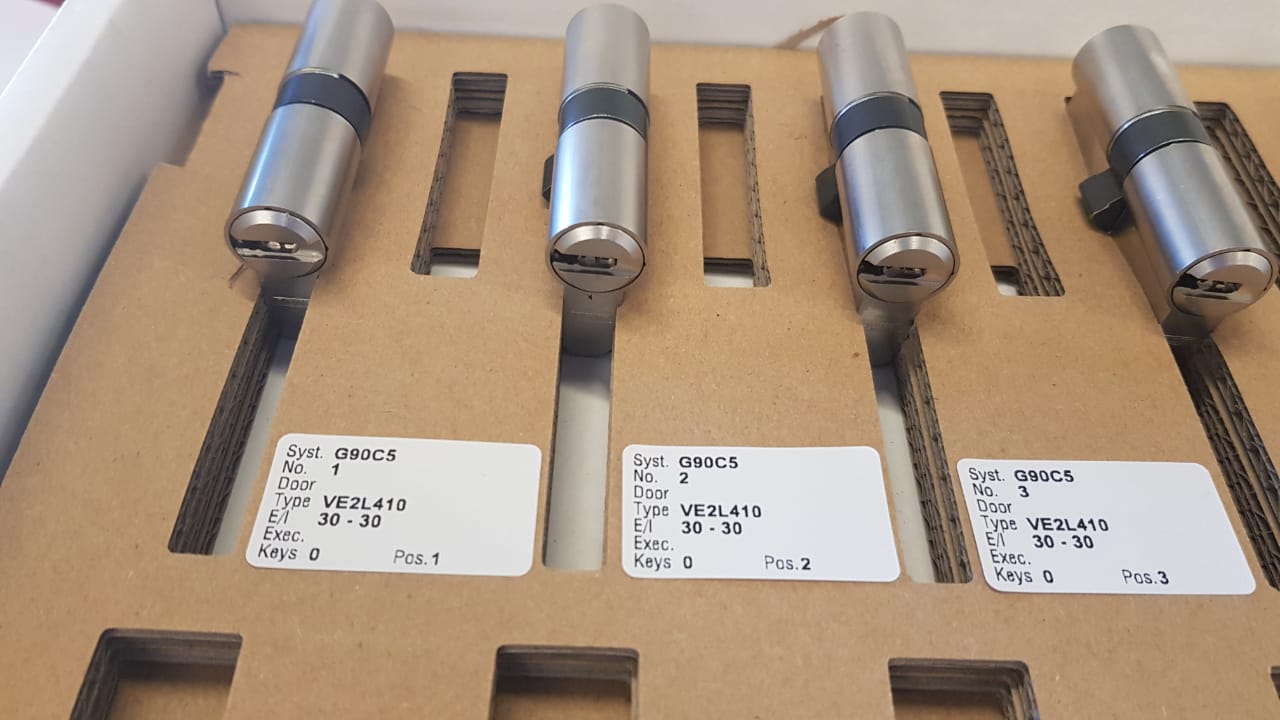 Syst. G90C5
No. 1
Door
Type VE2L410
E/I 30 - 30
Exec.
Keys 0 Pos.1
Syst. G90C5
No. 2
Door
Type VE2L410
E/I 30 - 30
Exec.
Keys 0 Pos.2
Syst. G90C5
No. 3
Door
Type VE2L410
E/I 30 - 30
Exec.
Keys 0 Pos.3